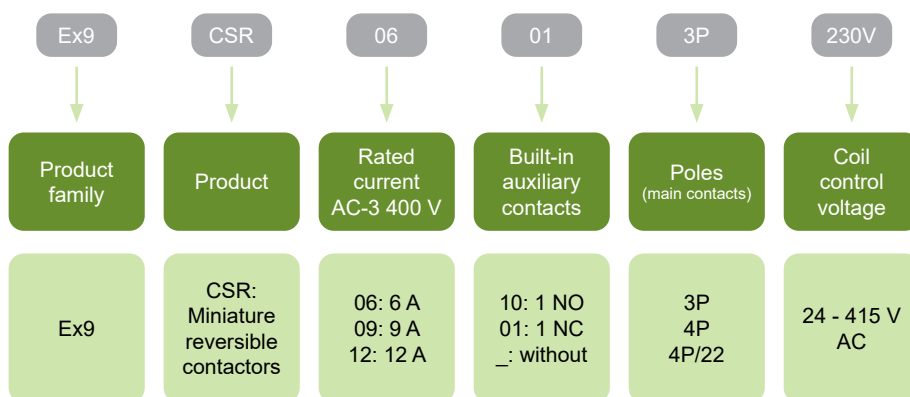 Ex9 CSR 06 01 3P 230V
Product
family
Product
Rated
current
AC-3 400 V
Built-in
auxiliary
contacts
Poles
(main contacts)
Coil
control
voltage
Ex9
CSR:
Miniature
reversible
contactors
06: 6 A
09: 9 A
12: 12 A
10: 1 NO
01: 1 NC
_: without
3P
4P
4P/22
24 - 415 V
AC